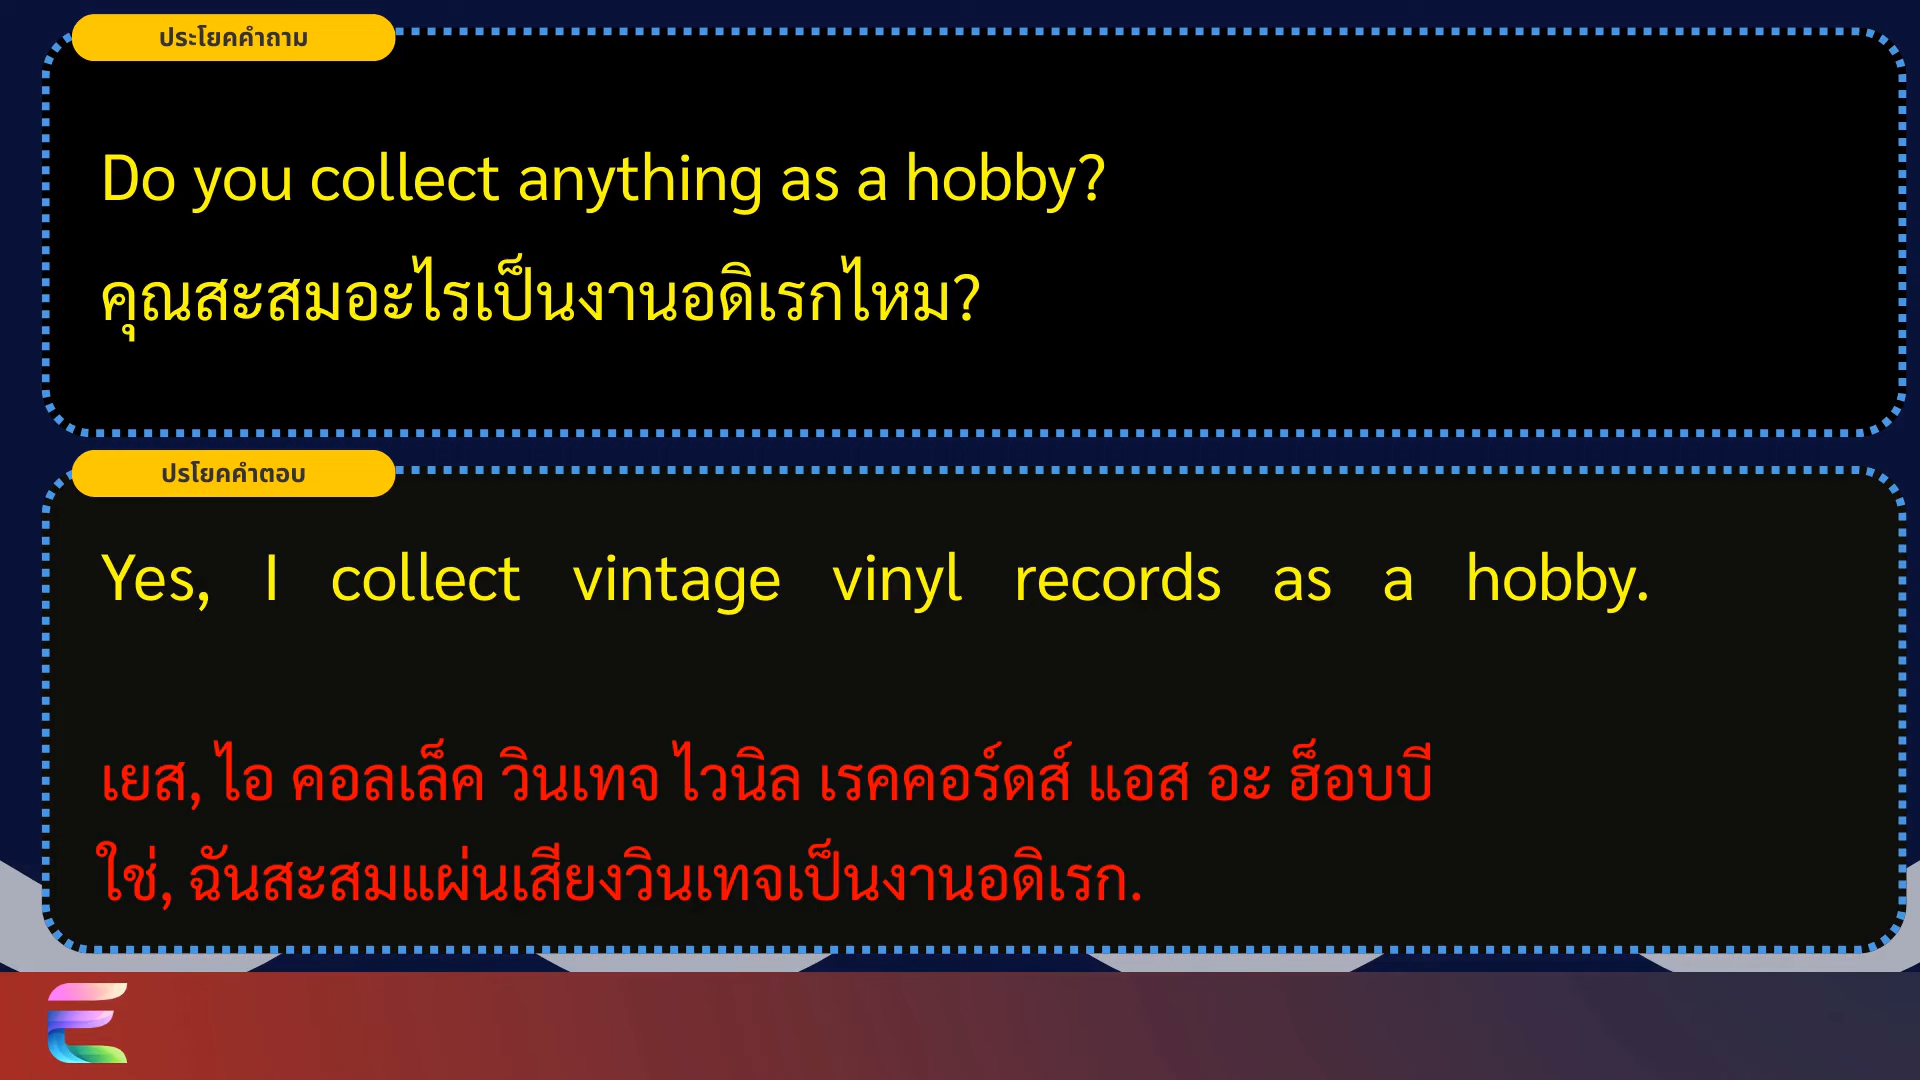 ประโยคคำถาม
Do you collect anything as a hobby?
คุณสะสมอะไรเป็นงานอดิเรกไหม?
ปรโยคคำตอบ
Yes, I collect vintage vinyl records as a hobby.
เยส, ไอ คอลเล็ค วินเทจ ไวนิล เรคคอร์ดส์ แอส อะ ฮ็อบบี
ใช่, ฉันสะสมแผ่นเสียงวินเทจเป็นงานอดิเรก.